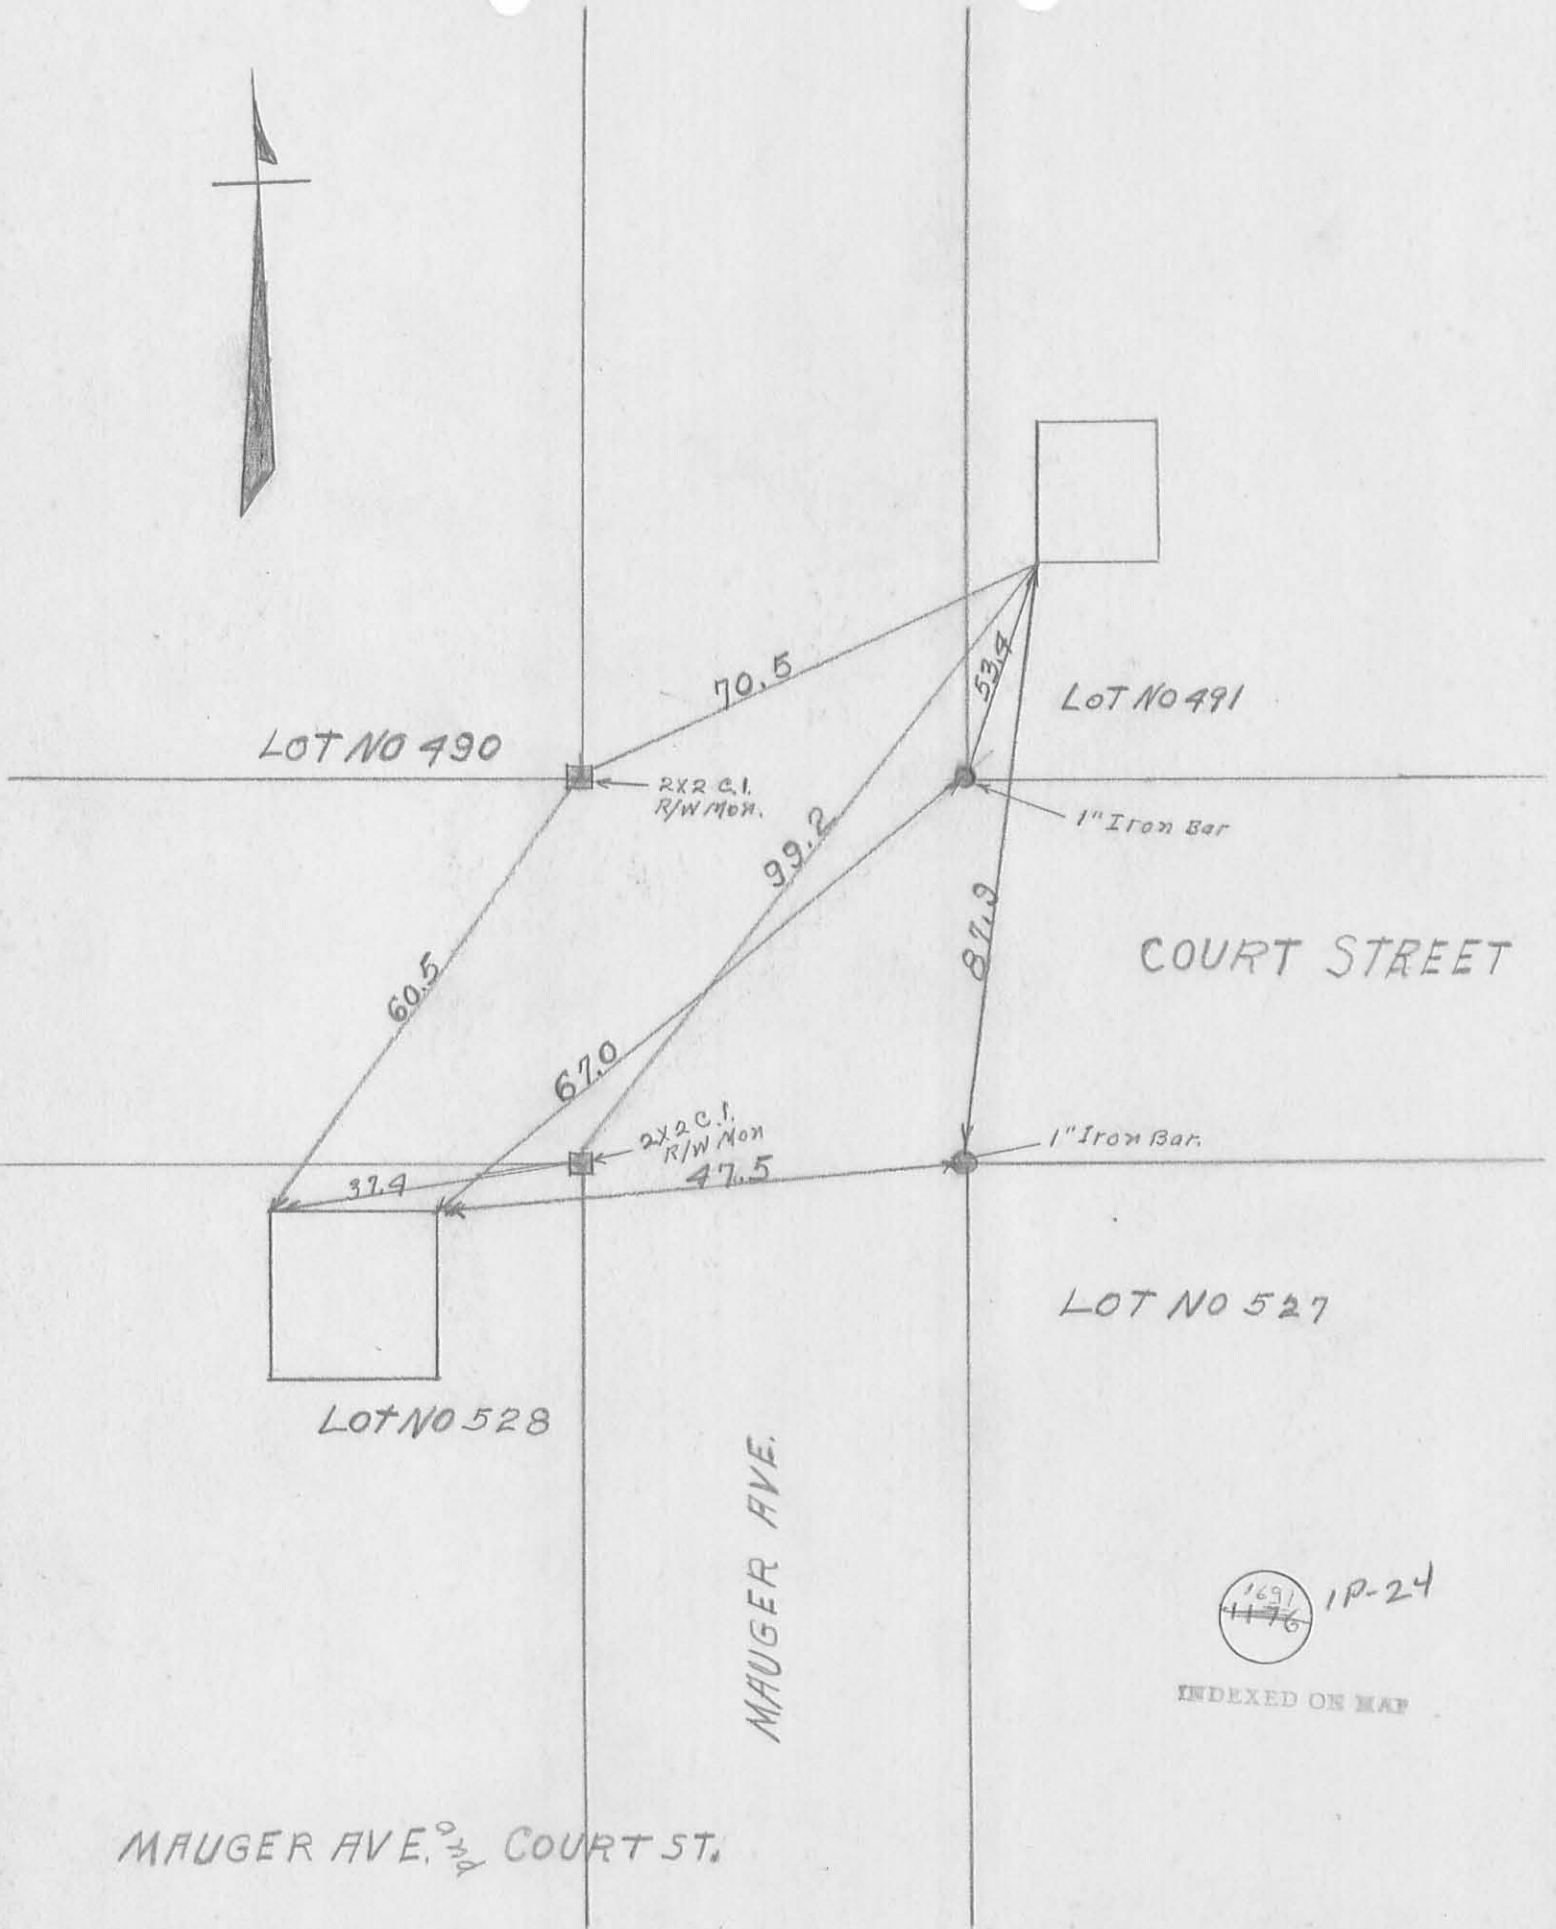 70.5
53.4
LOT NO 491
LOT NO 490
2X2 C.I.
R/W Mon.
1" Iron Bar
99.2
87.9
COURT STREET
60.5
67.0
2X2 C.I.
R/W Mon
1" Iron Bar.
37.4
47.5
LOT NO 527
LOT NO 528
MAUGER AVE.
1691
1176
IP-24
INDEXED ON MAP
MAUGER AVE. and COURT ST.